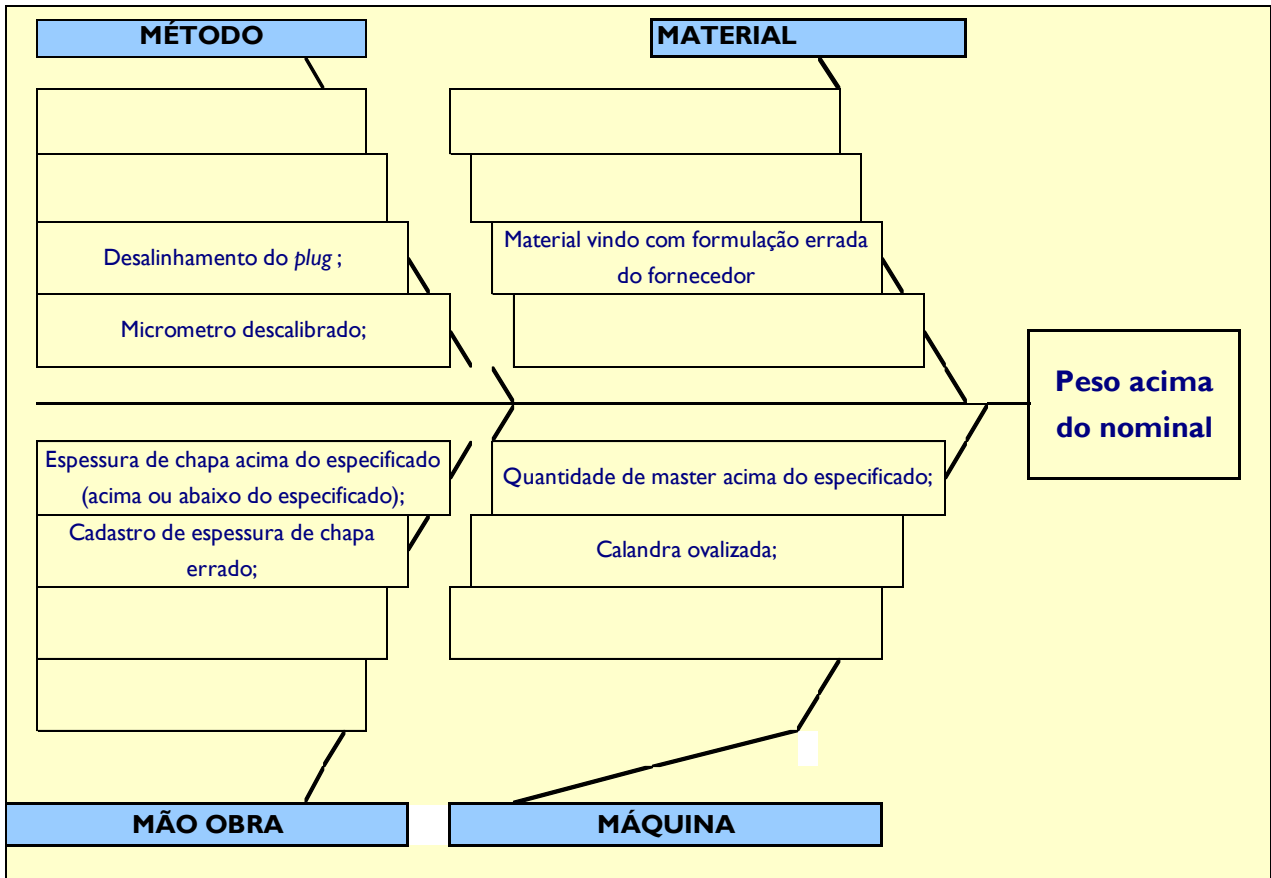 MÉTODO
MATERIAL
Desalinhamento do plug ;
Material vindo com formulação errada
do fornecedor
Micrometro descalibrado;
Peso acima
do nominal
Espessura de chapa acima do especificado
(acima ou abaixo do especificado);
Quantidade de master acima do especificado;
Cadastro de espessura de chapa
errado;
Calandra ovalizada;
MÃO OBRA
MÁQUINA